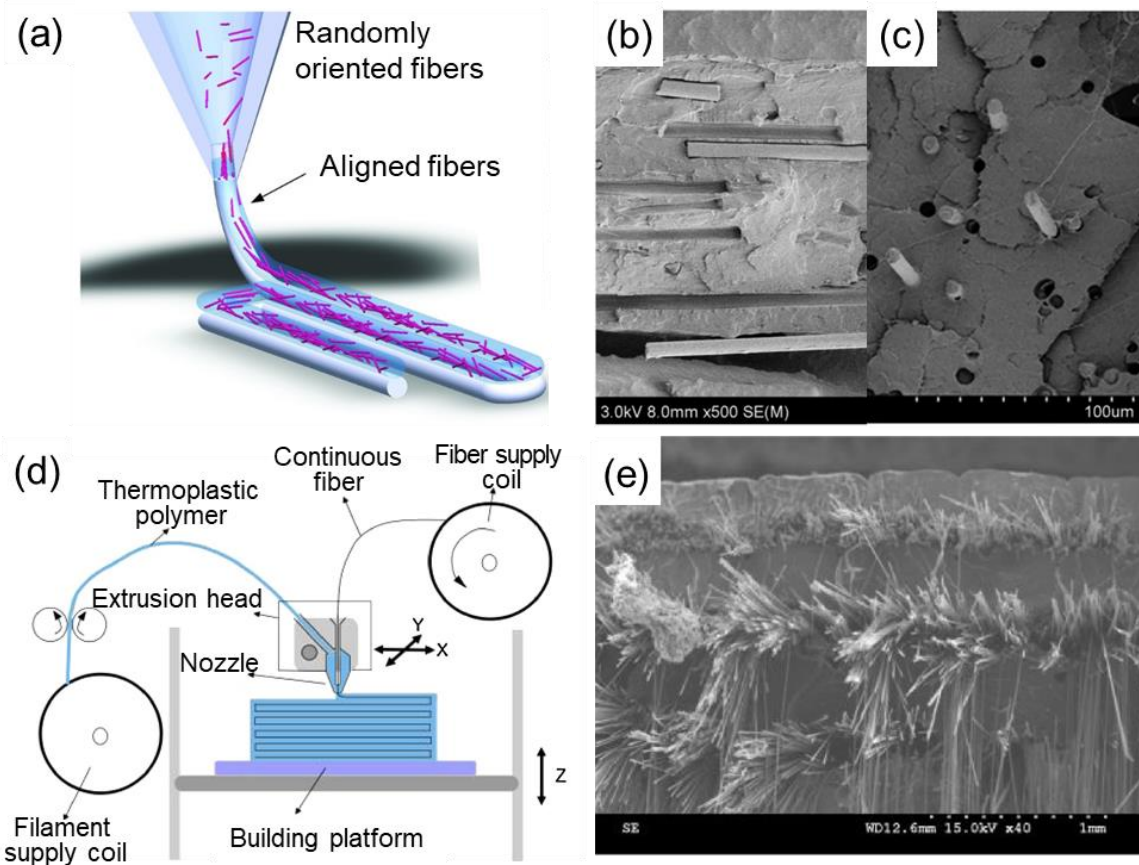 (a)
Randomly
oriented fibers
Aligned fibers
(b)
(c)
3.0kV 8.0mm x500 SE(M)
100um
(d)
Continuous
fiber
Fiber supply
coil
Thermoplastic
polymer
Extrusion head
Y
X
Nozzle
Z
Filament
supply coil
Building platform
(e)
SE
WD12.6mm 15.0kV x40
1mm